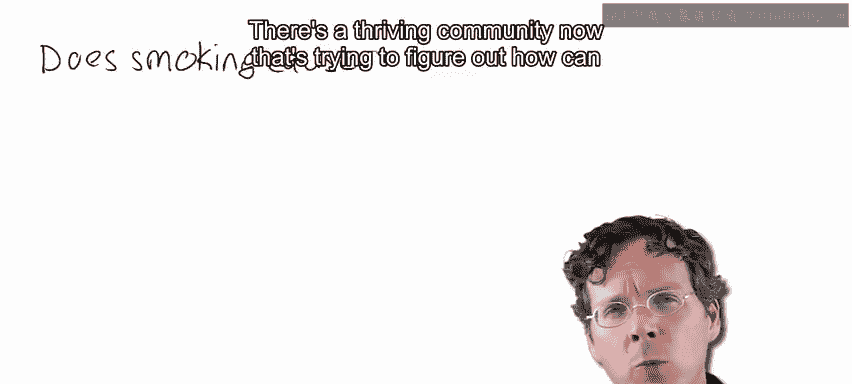 There's a thriving community now
that's trying to figure out how can
Does smoking